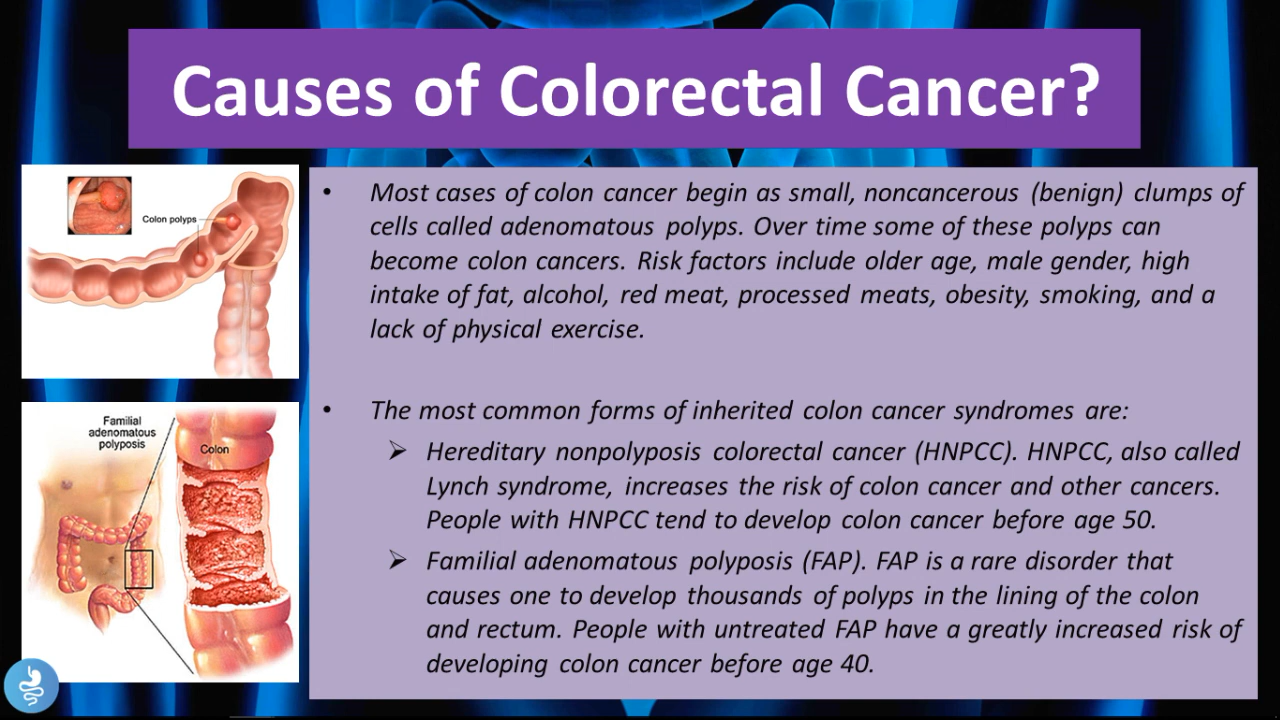 Causes of Colorectal Cancer?
Colon polyps
• Most cases of colon cancer begin as small, noncancerous (benign) clumps of
cells called adenomatous polyps. Over time some of these polyps can
become colon cancers. Risk factors include older age, male gender, high
intake of fat, alcohol, red meat, processed meats, obesity, smoking, and a
lack of physical exercise.
• The most common forms of inherited colon cancer syndromes are:
➢ Hereditary nonpolyposis colorectal cancer (HNPCC). HNPCC, also called
Lynch syndrome, increases the risk of colon cancer and other cancers.
People with HNPCC tend to develop colon cancer before age 50.
➢ Familial adenomatous polyposis (FAP). FAP is a rare disorder that
causes one to develop thousands of polyps in the lining of the colon
and rectum. People with untreated FAP have a greatly increased risk of
developing colon cancer before age 40.
Familial
adenomatous
polyposis
Colon